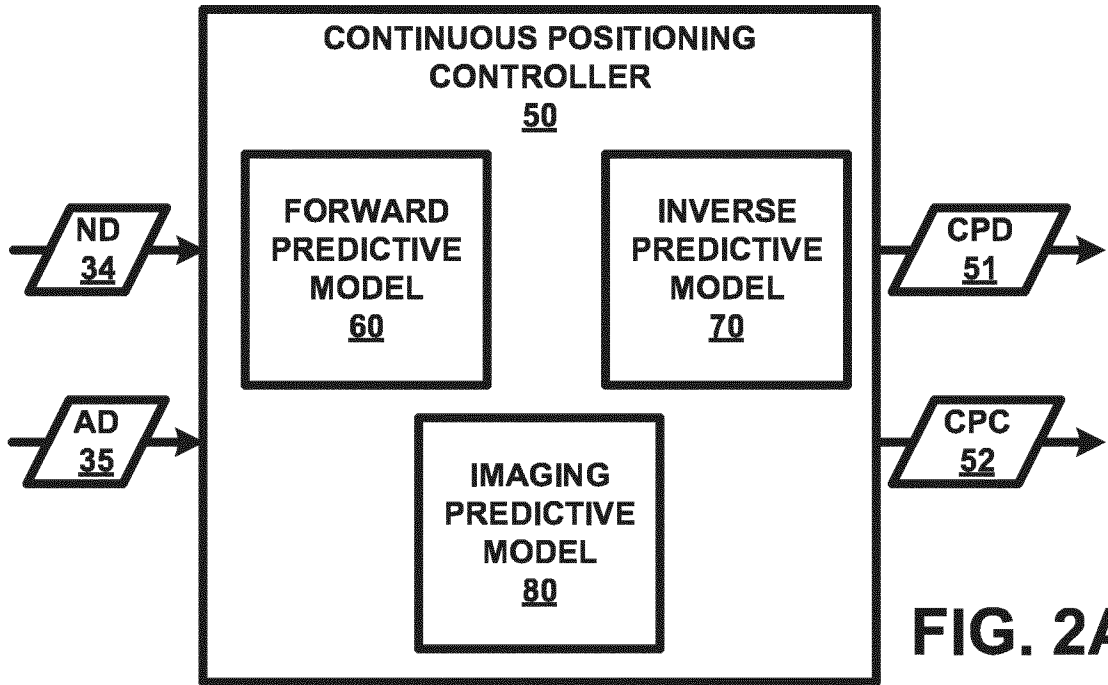 CONTINUOUS POSITIONING
CONTROLLER
50
FORWARD
PREDICTIVE
MODEL
60
INVERSE
PREDICTIVE
MODEL
70
ND
34
CPD
51
AD
35
CPC
52
IMAGING
PREDICTIVE
MODEL
80
FIG. 2A